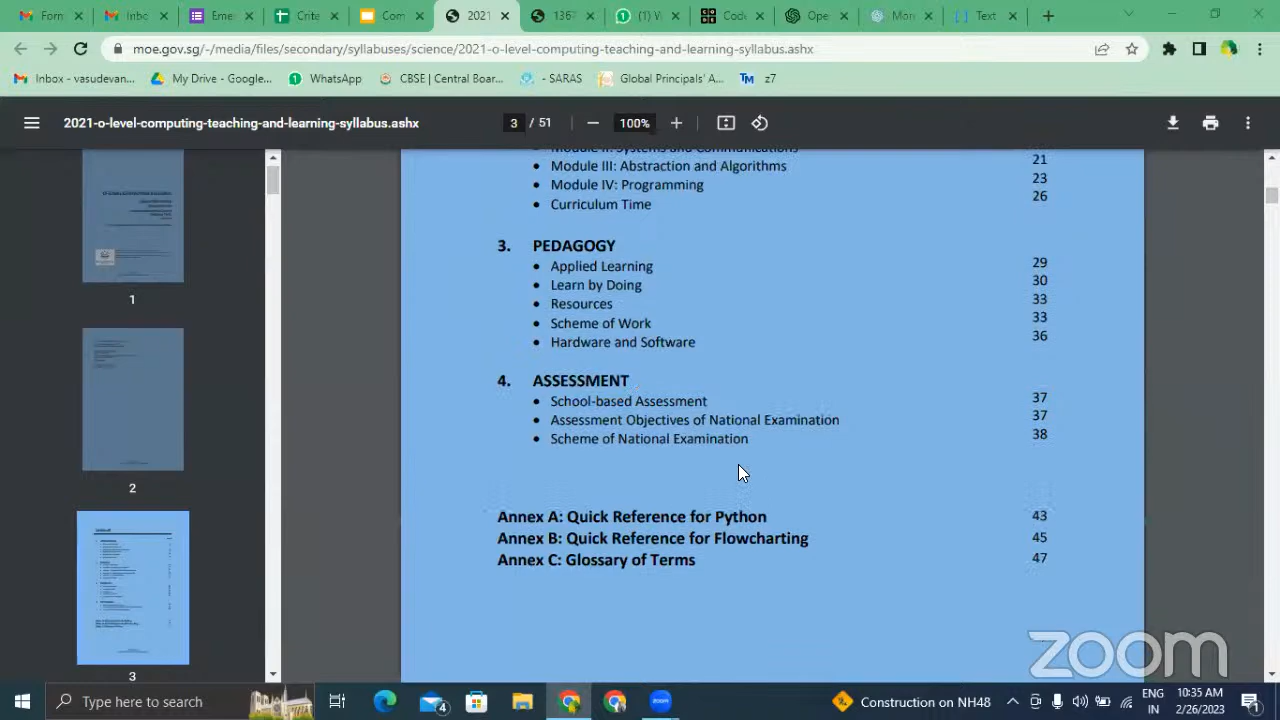 Form
Inbo
Eme
Crite
Com
2021
1367
(1) W
Code
Ope
Mor
Text
moe.gov.sg/-/media/files/secondary/syllabuses/science/2021-o-level-computing-teaching-and-learning-syllabus.ashx
Inbox - vasudevan...
My Drive - Google...
WhatsApp
CBSE | Central Boar...
- SARAS
Global Principals' A...
TM z7
2021-o-level-computing-teaching-and-learning-syllabus.ashx
3 / 51
100%
Module II: Systems and Communications
• Module III: Abstraction and Algorithms 21
• Module IV: Programming 23
• Curriculum Time 26
3. PEDAGOGY
• Applied Learning 29
• Learn by Doing 30
• Resources 33
• Scheme of Work 33
• Hardware and Software 36
4. ASSESSMENT
• School-based Assessment 37
• Assessment Objectives of National Examination 37
• Scheme of National Examination 38
Annex A: Quick Reference for Python 43
Annex B: Quick Reference for Flowcharting 45
Annex C: Glossary of Terms 47
1
2
3
zoom
Type here to search
4
zoom
Construction on NH48
ENG
IN
10:35 AM
2/26/2023
1